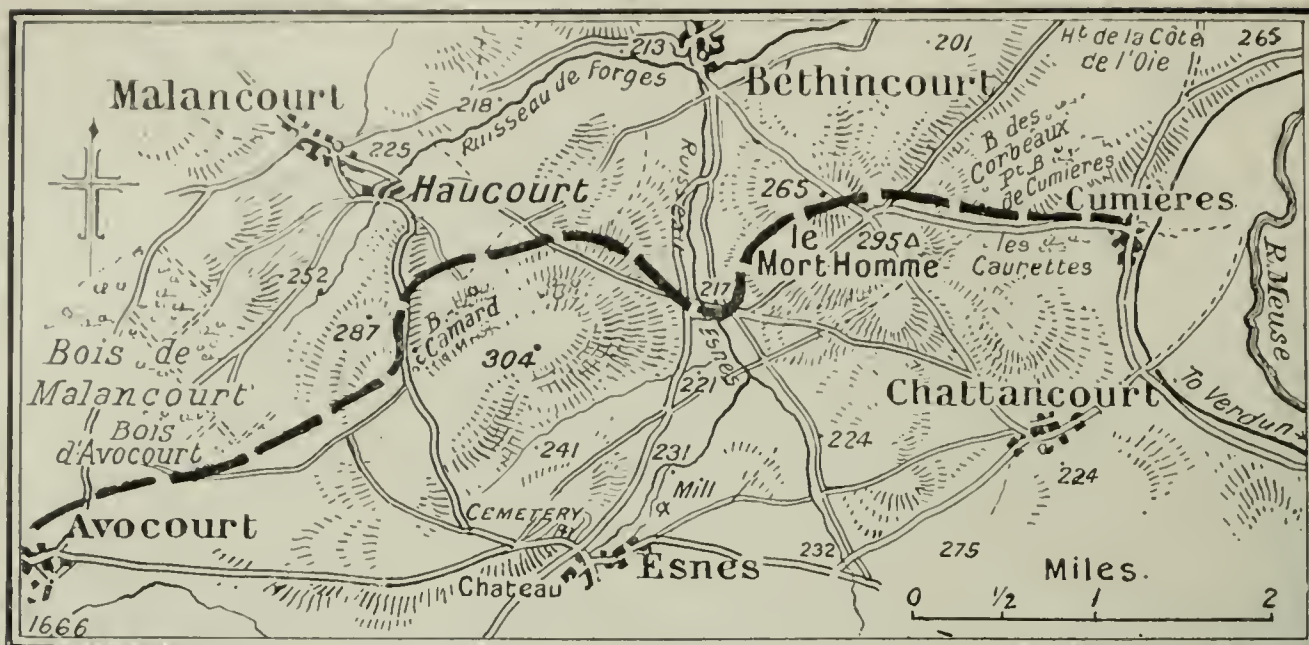 213
201
Ht. de la Côte
de l'Oie
265
Malancourt
Béthincourt
218
Ruisseau de Forges
225
B. des
Corbeaux
Pt. B.
de Cumières
Haucourt
Ruisseau
265
Cumières
le
Mort-Homme
295
les
Caurettes
R. Meuse
252
217
287
B.
Camard
304
d'Esnes
Bois de
Malancourt
221
Chattancourt
To Verdun
Bois
d'Avocourt
241
231
224
Mill
224
Avocourt
CEMETERY
232
275
Esnes
Chateau
Miles.
0 1/2 1 2
1666